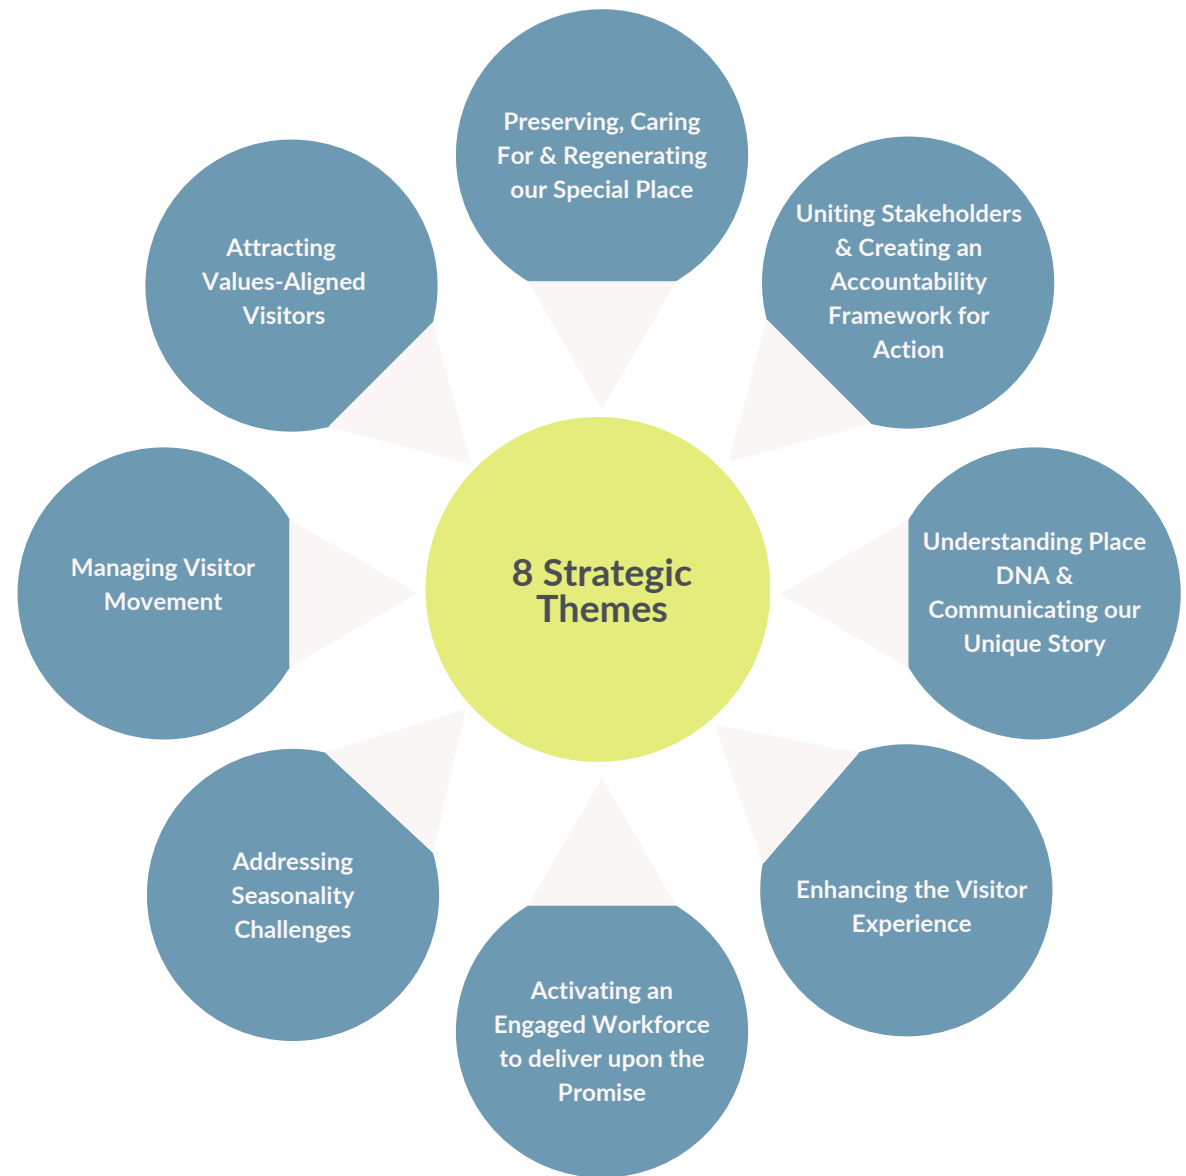 Preserving, Caring
For & Regenerating
our Special Place
Uniting Stakeholders
& Creating an
Accountability
Framework for
Action
Understanding Place
DNA &
Communicating our
Unique Story
Enhancing the Visitor
Experience
Activating an
Engaged Workforce
to deliver upon the
Promise
Addressing
Seasonality
Challenges
Managing Visitor
Movement
Attracting
Values-Aligned
Visitors
8 Strategic
Themes